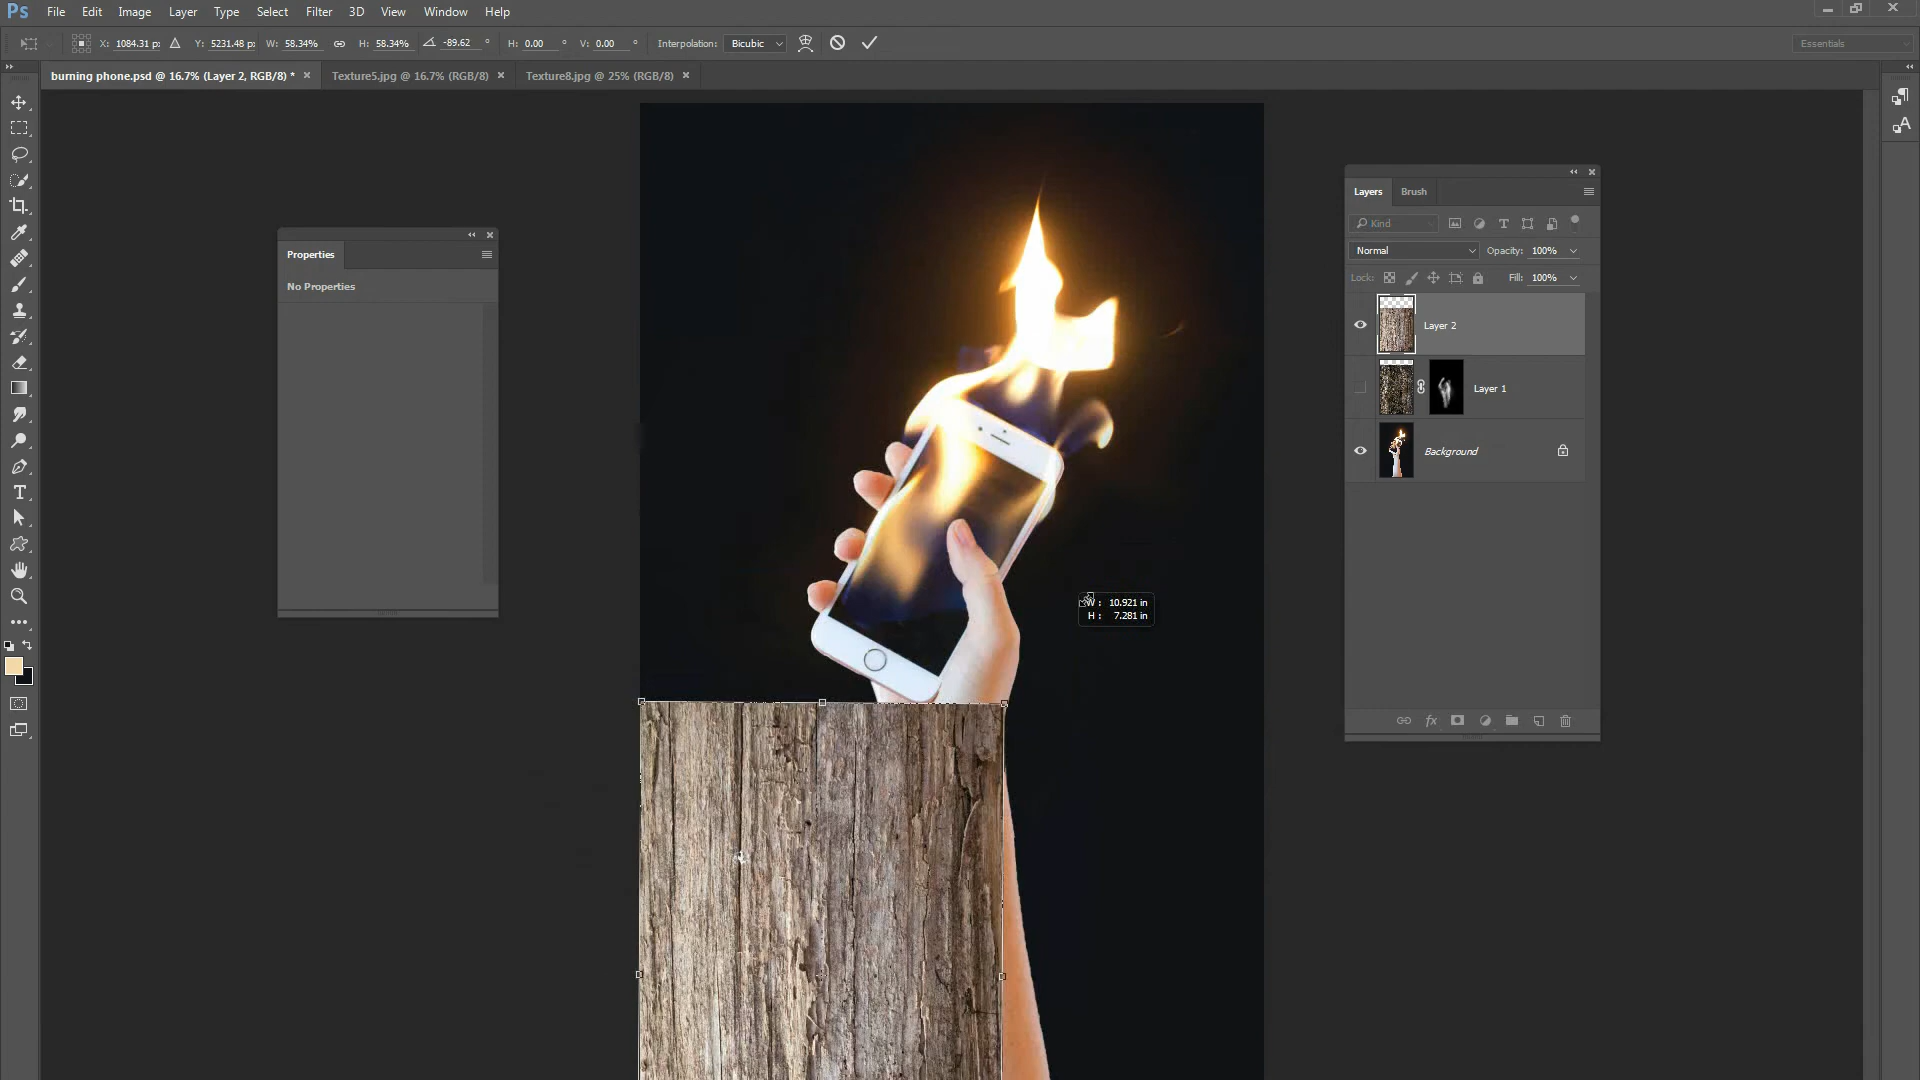 Ps File Edit Image Layer Type Select Filter 3D View Window Help
X: 1084.31 p Y: 5231.48 p W: 58.34% H: 58.34% -89.62 ° H: 0.00 ° V: 0.00 ° Interpolation: Bicubic Essentials
burning phone.psd @ 16.7% (Layer 2, RGB/8) * × Texture5.jpg @ 16.7% (RGB/8) × Texture8.jpg @ 25% (RGB/8) ×
Properties
No Properties
W : 10.921 in
H : 7.281 in
Layers Brush
Kind
Normal Opacity: 100%
Lock: Fill: 100%
Layer 2
Layer 1
Background
fx